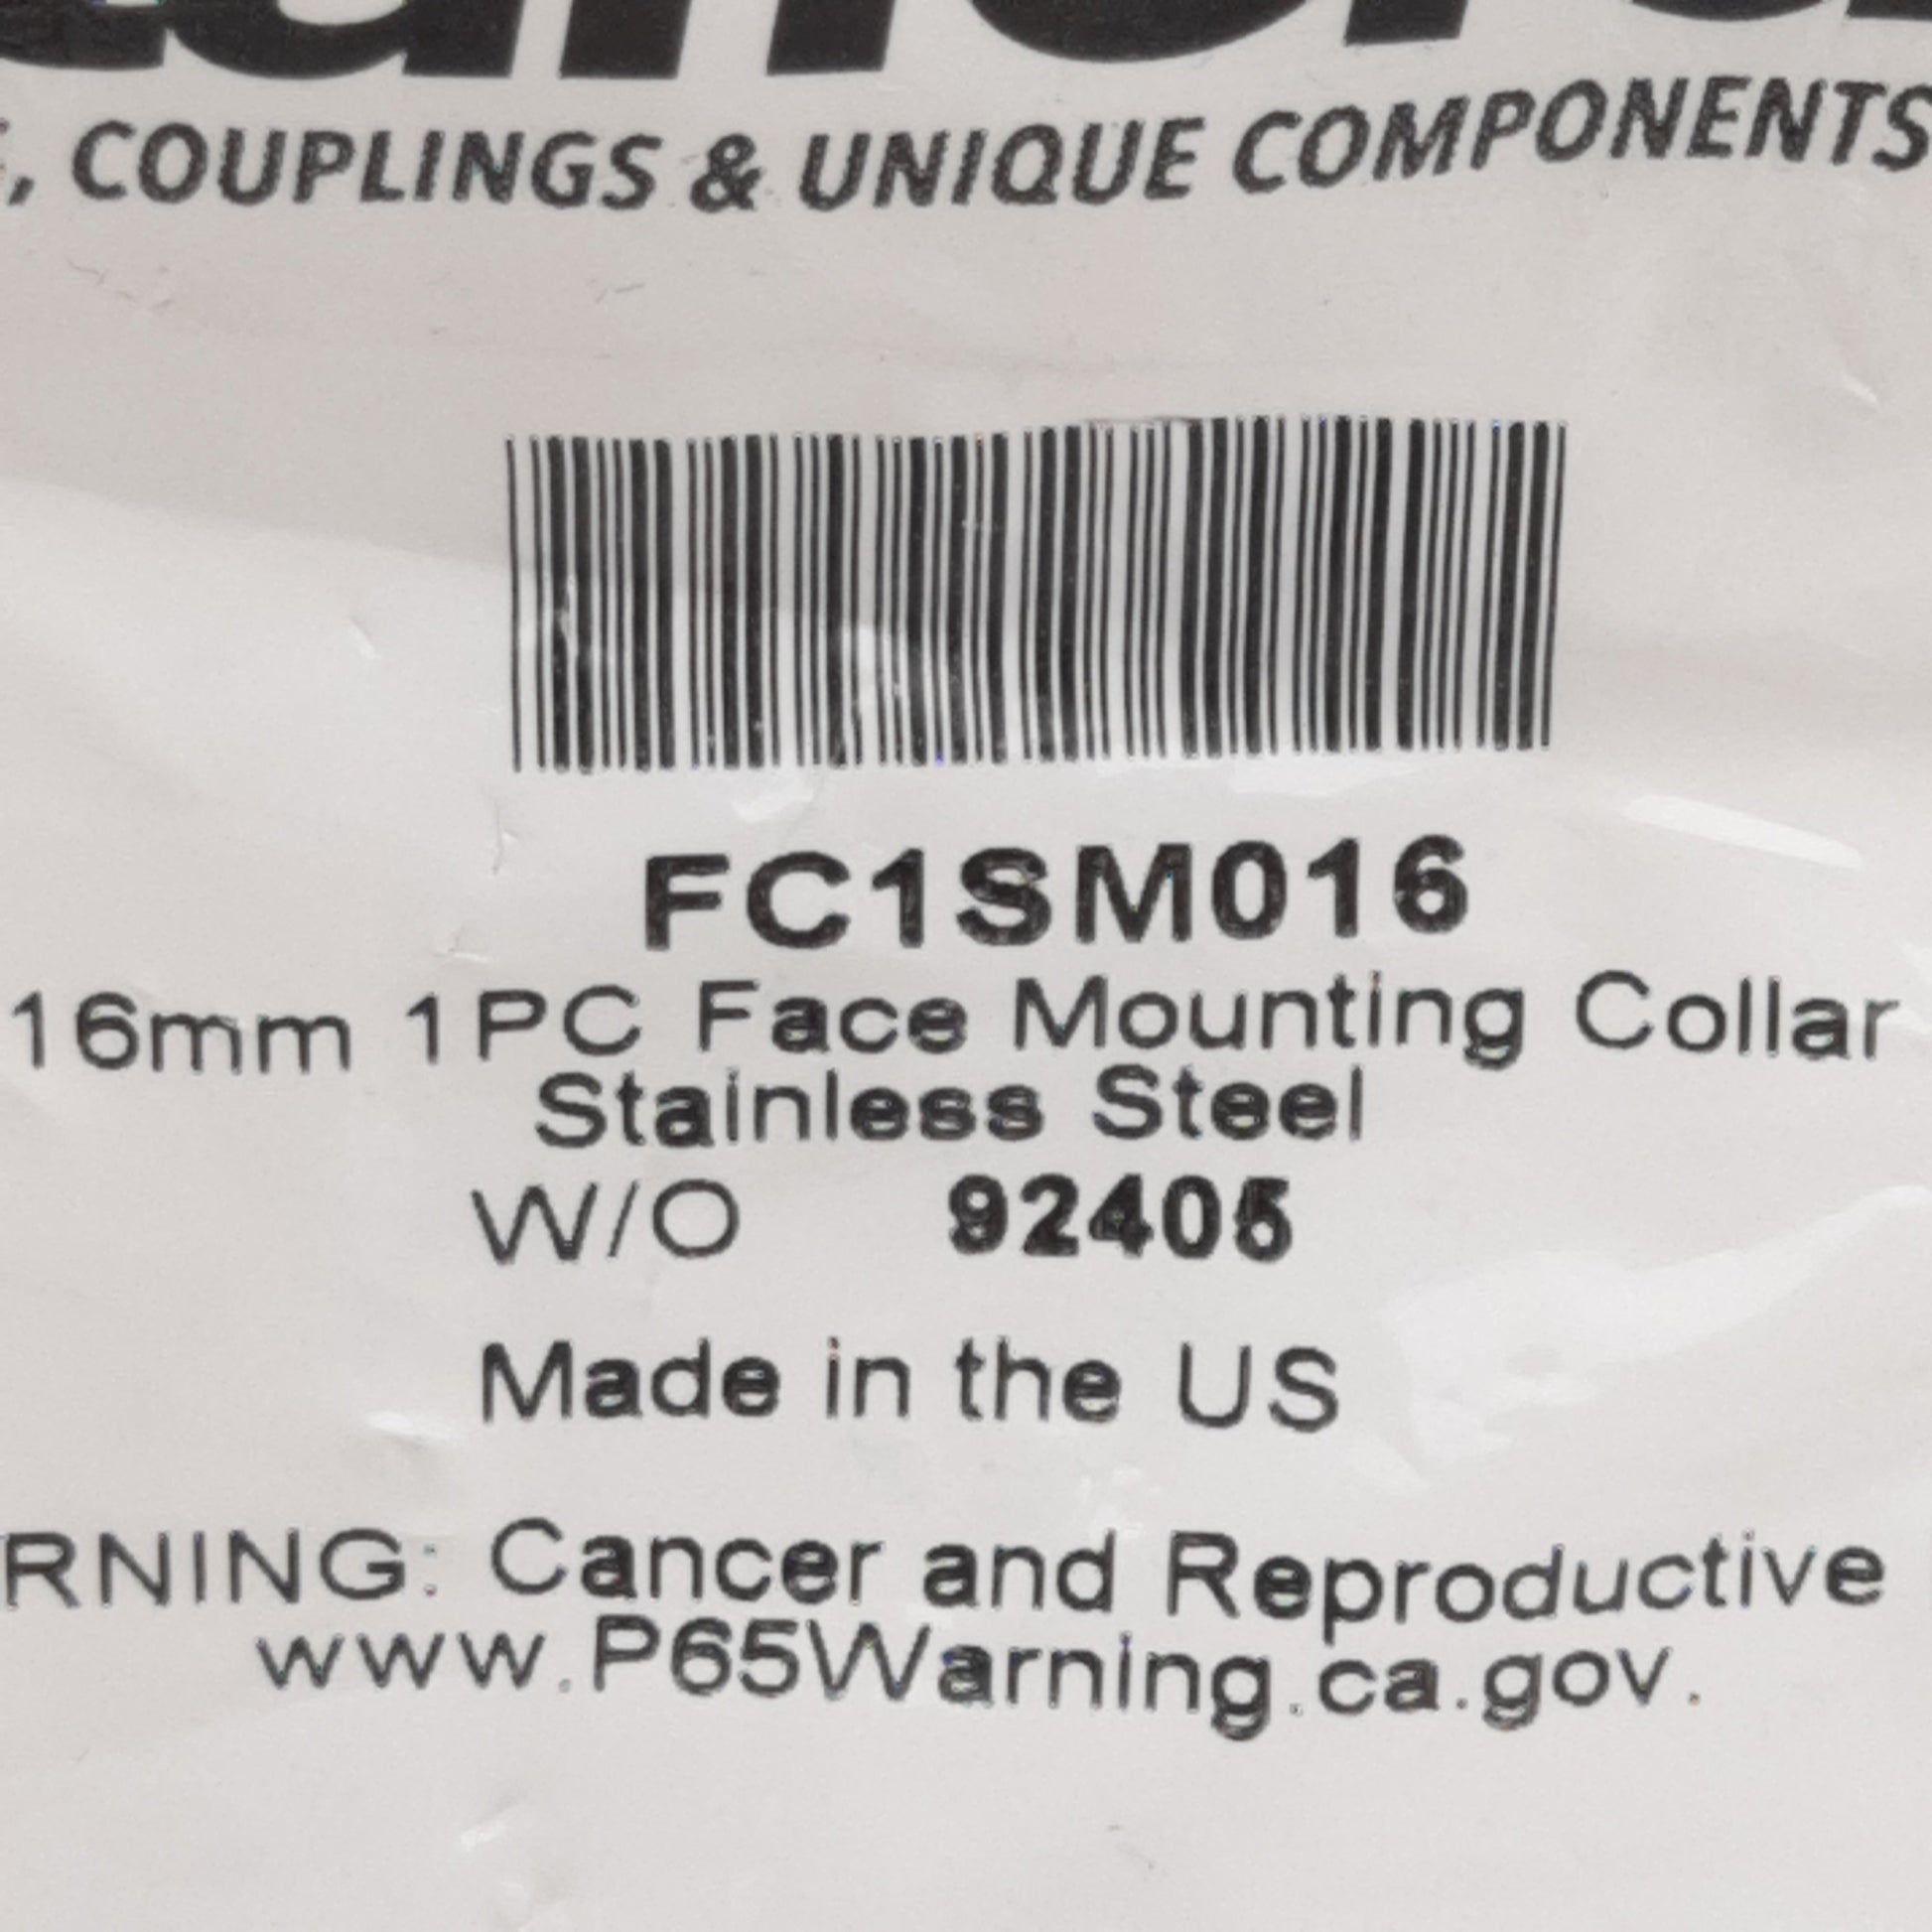 , COUPLINGS & UNIQUE COMPONENTS
FC1SM016
16mm 1PC Face Mounting Collar
Stainless Steel
W/O 92405
Made in the US
RNING: Cancer and Reproductive
www.P65Warning.ca.gov.